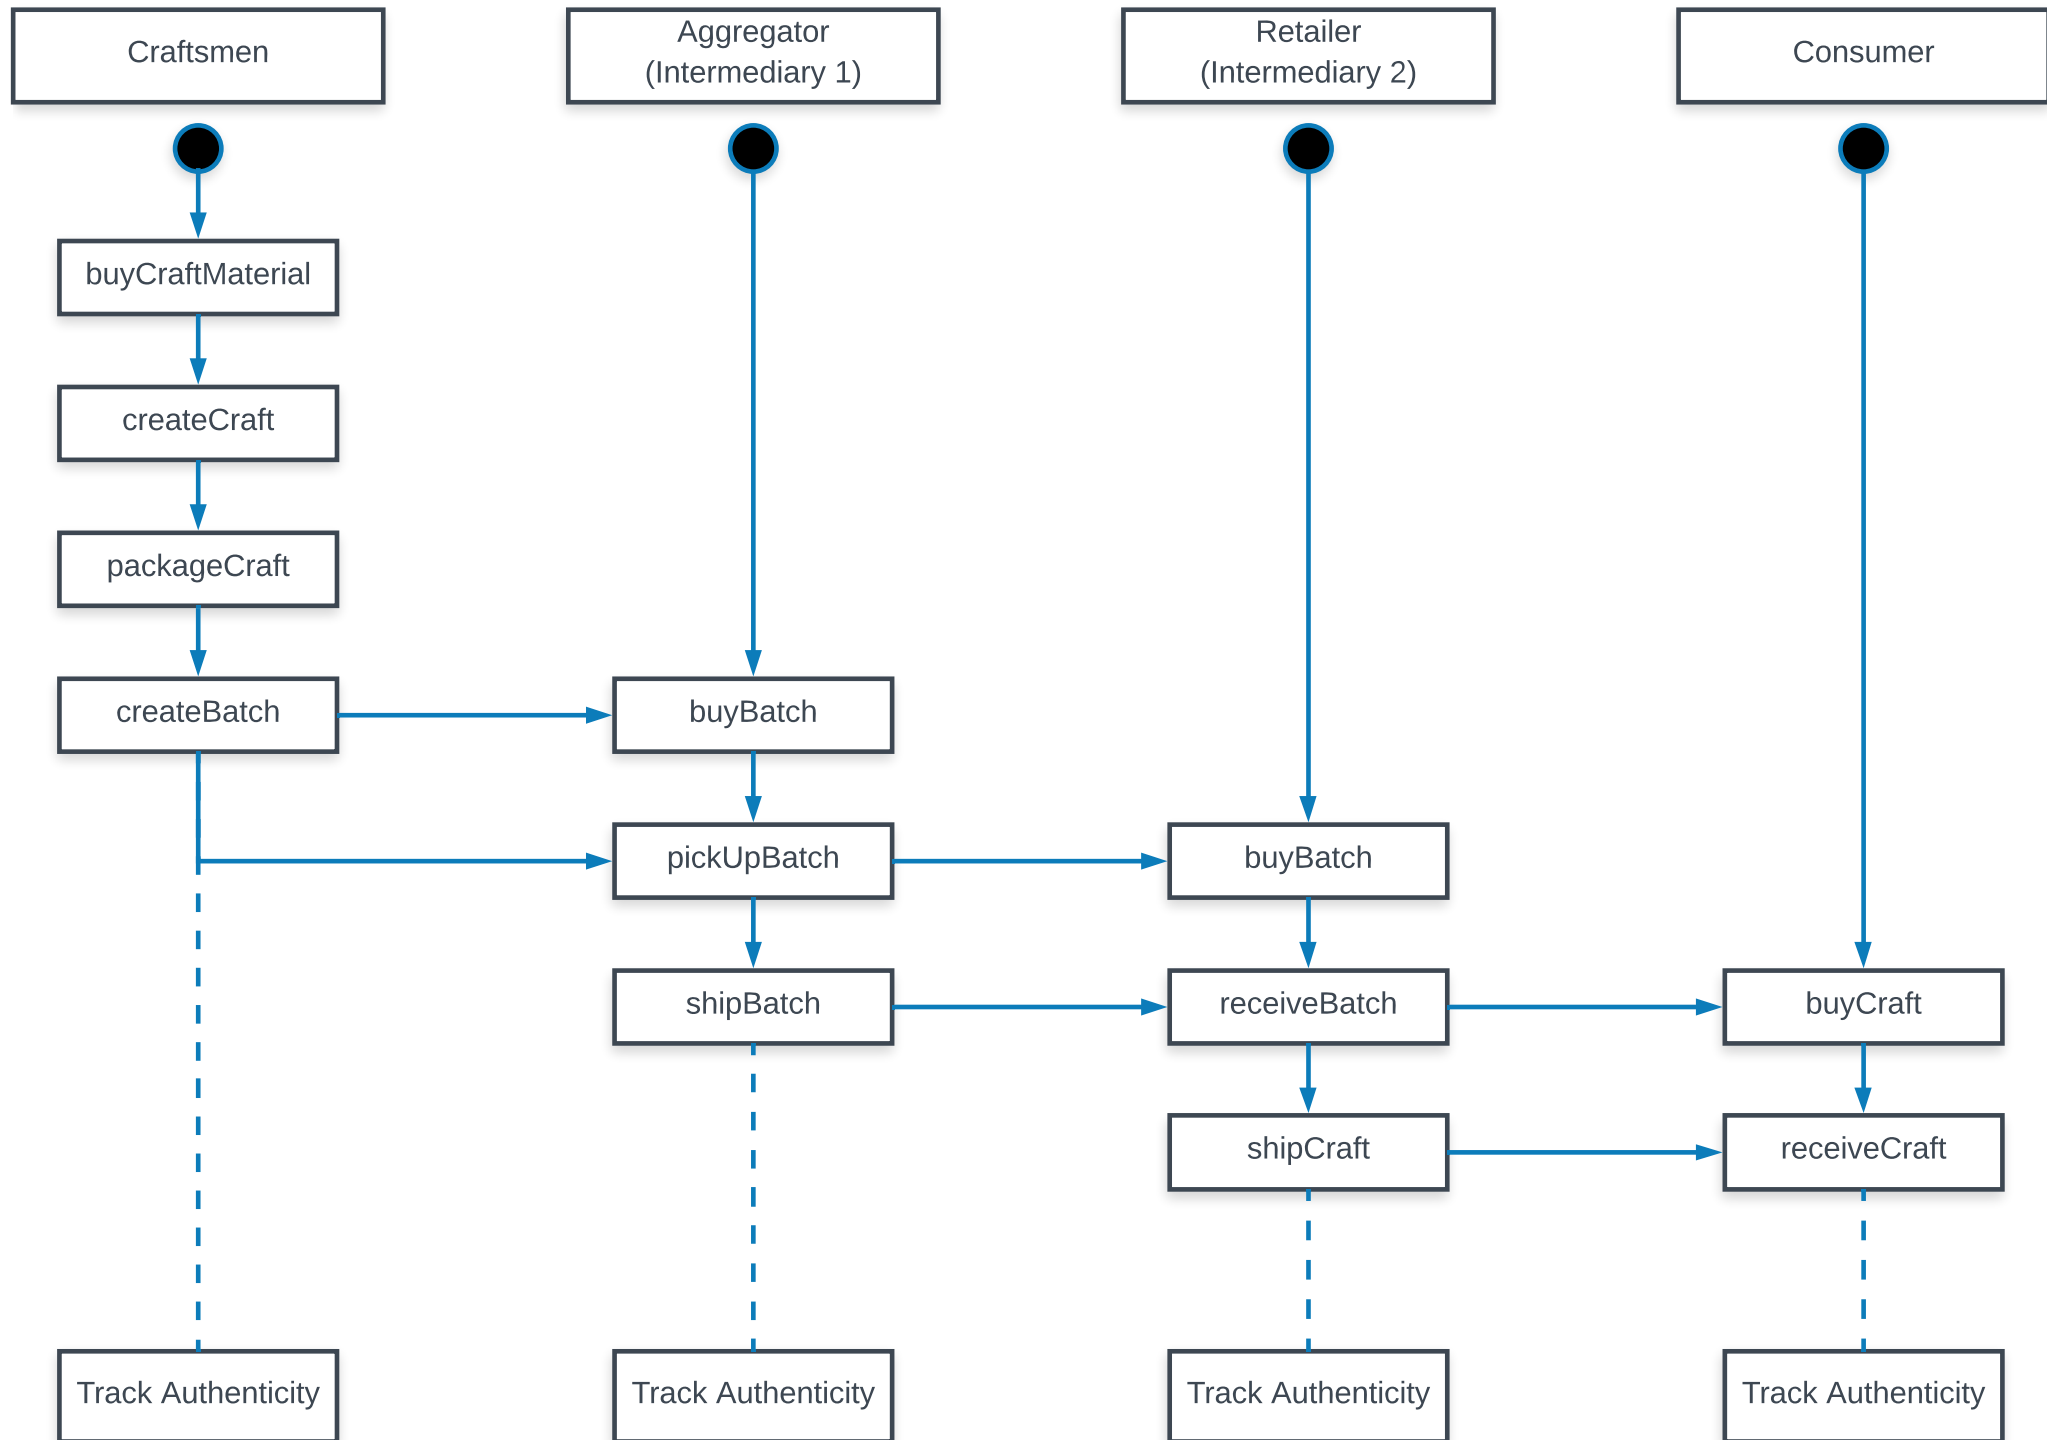 Craftsmen
Aggregator
(Intermediary 1)
Retailer
(Intermediary 2)
Consumer
buyCraftMaterial
createCraft
packageCraft
createBatch
buyBatch
pickUpBatch
buyBatch
shipBatch
receiveBatch
buyCraft
shipCraft
receiveCraft
Track Authenticity
Track Authenticity
Track Authenticity
Track Authenticity